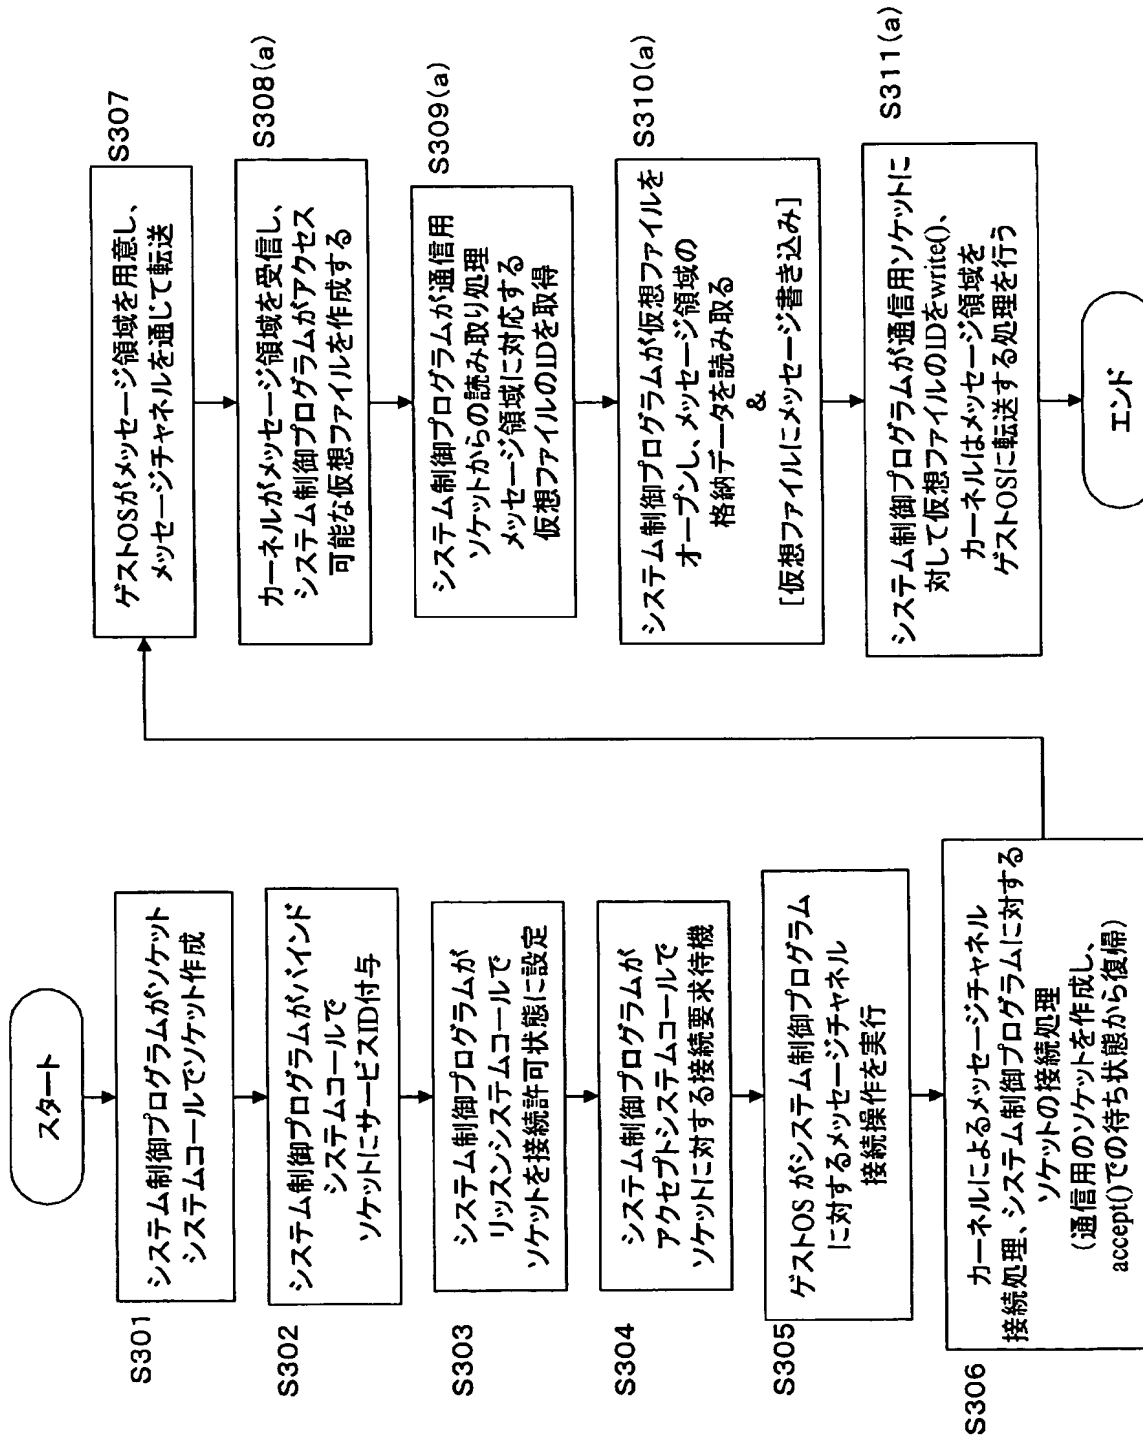 スタート
S301
システム制御プログラムがソケット
システムコールでソケット作成
S302
システム制御プログラムがバインド
システムコールで
ソケットにサービスID付与
S303
システム制御プログラムが
リッスンシステムコールで
ソケットを接続許可状態に設定
S304
システム制御プログラムが
アクセプトシステムコールで
ソケットに対する接続要求待機
S305
ゲストOS がシステム制御プログラム
に対するメッセージチャネル
接続操作を実行
S306
カーネルによるメッセージチャネル
接続処理、システム制御プログラムに対する
ソケットの接続処理
(通信用のソケットを作成し、
accept()での待ち状態から復帰)
S307
ゲストOSがメッセージ領域を用意し、
メッセージチャネルを通じて転送
S308(a)
カーネルがメッセージ領域を受信し、
システム制御プログラムがアクセス
可能な仮想ファイルを作成する
S309(a)
システム制御プログラムが通信用
ソケットからの読み取り処理
メッセージ領域に対応する
仮想ファイルのIDを取得
S310(a)
システム制御プログラムが仮想ファイルを
オープンし、メッセージ領域の
格納データを読み取る
&
[仮想ファイルにメッセージ書き込み]
S311(a)
システム制御プログラムが通信用ソケットに
対して仮想ファイルのIDをwrite()、
カーネルはメッセージ領域を
ゲストOSに転送する処理を行う
エンド